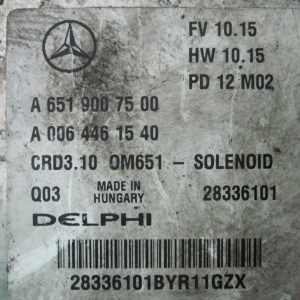 FV 10.15
HW 10.15
PD 12 M02
A 651 900 75 00
A 006 446 15 40
CRD3.10 OM651 - SOLENOID
Q03 MADE IN HUNGARY 28336101
DELPHI
28336101BYR11GZX